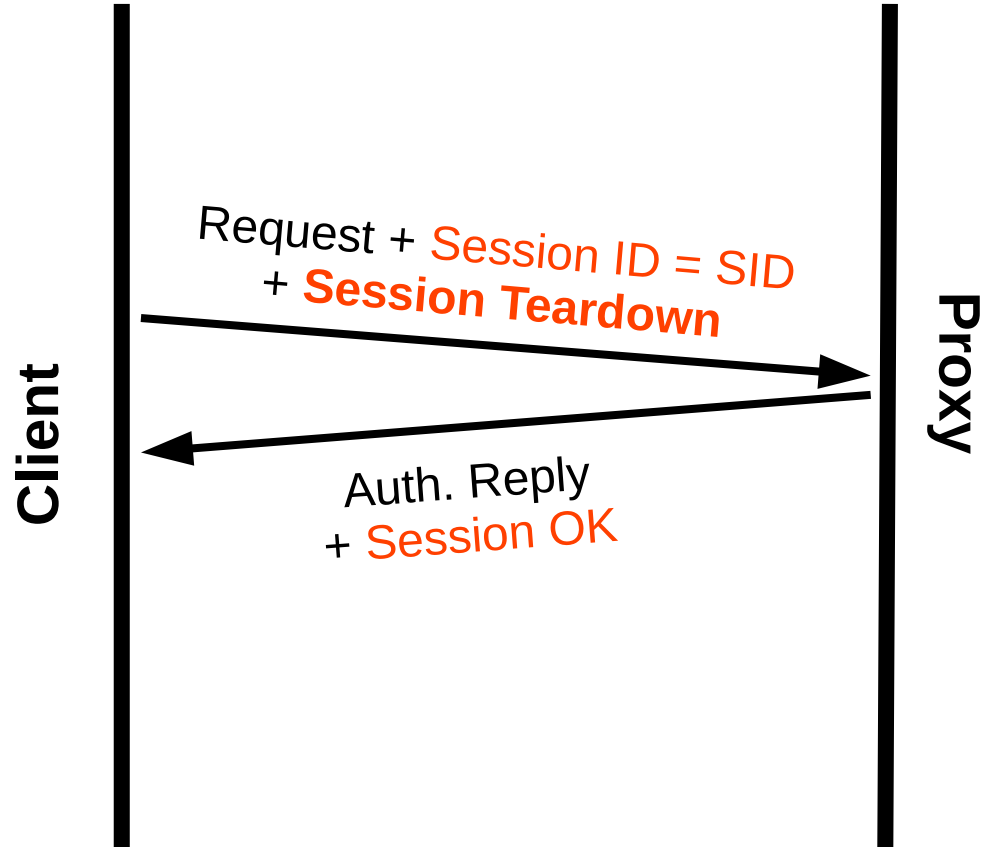 Client
Request + Session ID = SID
+ Session Teardown
Auth. Reply
+ Session OK
Proxy